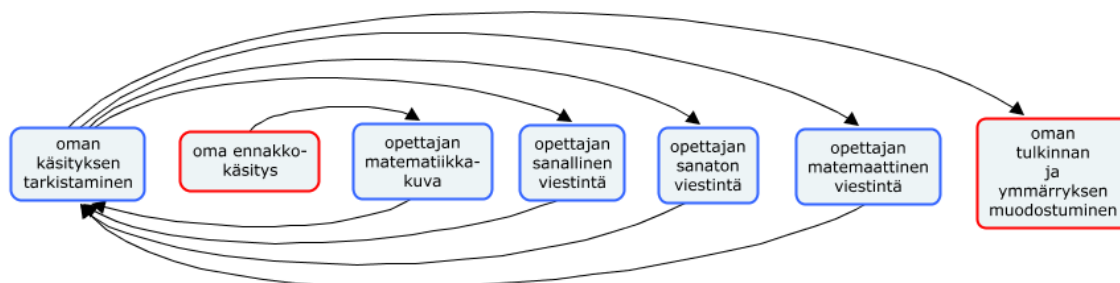 oman
käsityksen
tarkistaminen
oma ennakko-
käsitys
opettajan
matematiikka-
kuva
opettajan
sanallinen
viestintä
opettajan
sanaton
viestintä
opettajan
matemaattinen
viestintä
oman
tulkinnan
ja
ymmärryksen
muodostuminen